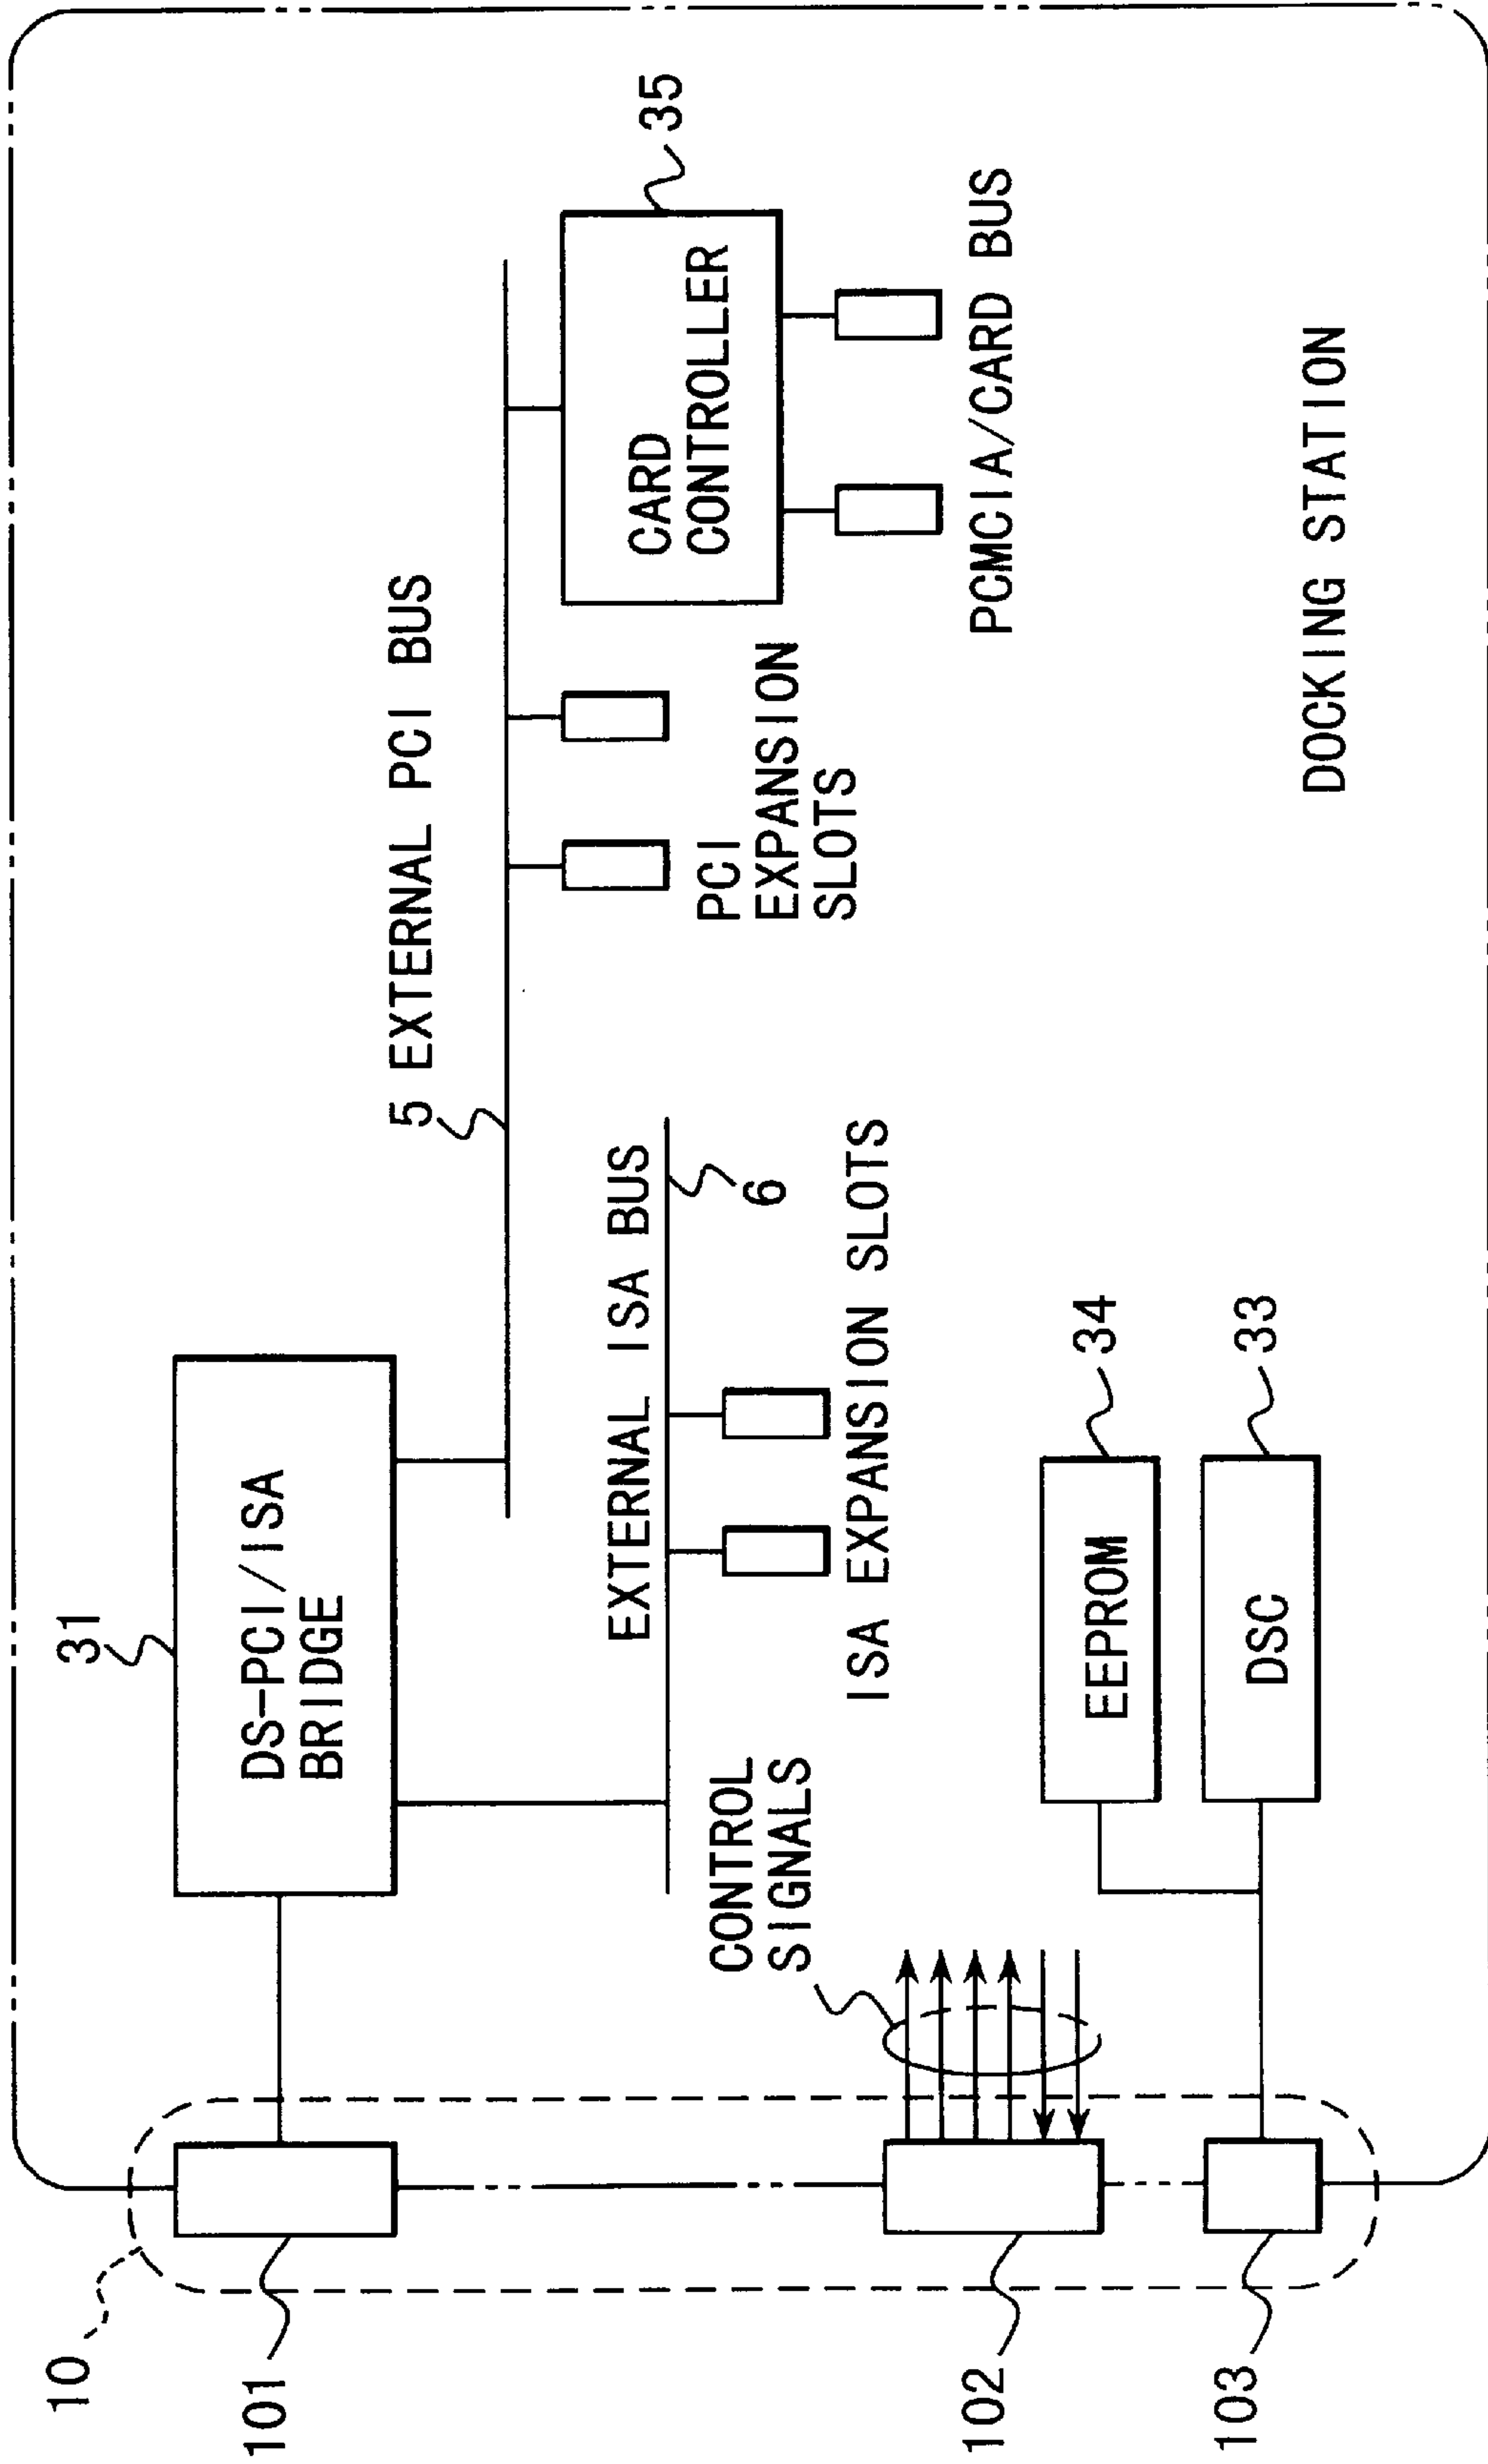 10
101
31
DS-PCI/ISA
BRIDGE
5 EXTERNAL PCI BUS
35
CARD
CONTROLLER
EXTERNAL ISA BUS
6
PCI
EXPANSION
SLOTS
CONTROL
SIGNALS
ISA EXPANSION SLOTS
PCMCIA/CARD BUS
102
EEPROM
34
103
DSC
33
DOCKING STATION